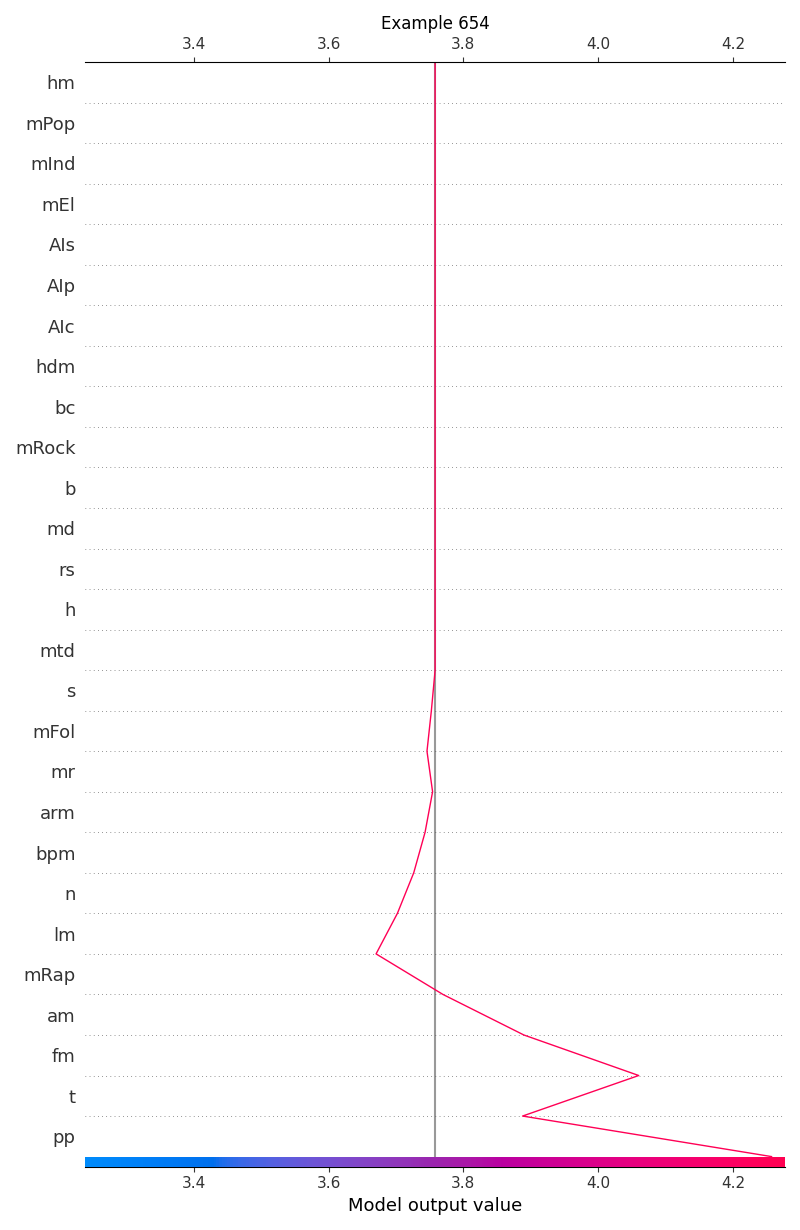 Example 654
3.4 3.6 3.8 4.0 4.2
hm
mPop
mInd
mEl
AIs
AIp
AIc
hdm
bc
mRock
b
md
rs
h
mtd
s
mFol
mr
arm
bpm
n
lm
mRap
am
fm
t
pp
3.4 3.6 3.8 4.0 4.2
Model output value